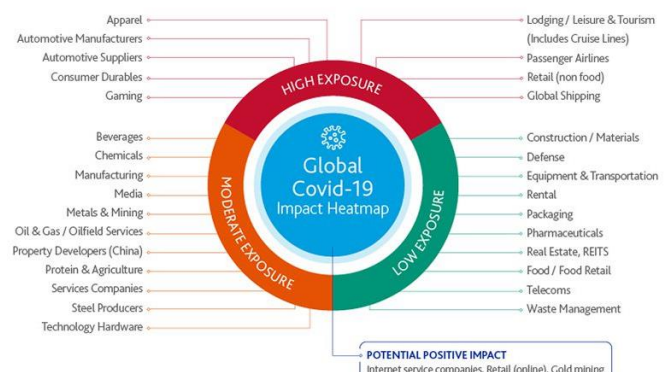 Apparel
Automotive Manufacturers
Automotive Suppliers
Consumer Durables
Gaming
Lodging / Leisure & Tourism
(Includes Cruise Lines)
Passenger Airlines
Retail (non food)
Global Shipping
HIGH EXPOSURE
Global
Covid-19
Impact Heatmap
MODERATE EXPOSURE
LOW EXPOSURE
Beverages
Chemicals
Manufacturing
Media
Metals & Mining
Oil & Gas / Oilfield Services
Property Developers (China)
Protein & Agriculture
Services Companies
Steel Producers
Technology Hardware
Construction / Materials
Defense
Equipment & Transportation
Rental
Packaging
Pharmaceuticals
Real Estate, REITS
Food / Food Retail
Telecoms
Waste Management
POTENTIAL POSITIVE IMPACT
Internet service companies, Retail (online), Gold mining